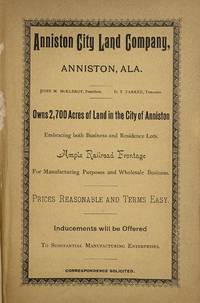 Anniston City Land Company,
ANNISTON, ALA.
JOHN M. McKLEROY, President. D. T. PARKER, Treasurer.
Owns 2,700 Acres of Land in the City of Anniston
Embracing both Business and Residence Lots.
Ample Railroad Frontage
For Manufacturing Purposes and Wholesale Business.
PRICES REASONABLE AND TERMS EASY.
Inducements will be Offered
TO SUBSTANTIAL MANUFACTURING ENTERPRISES.
CORRESPONDENCE SOLICITED.